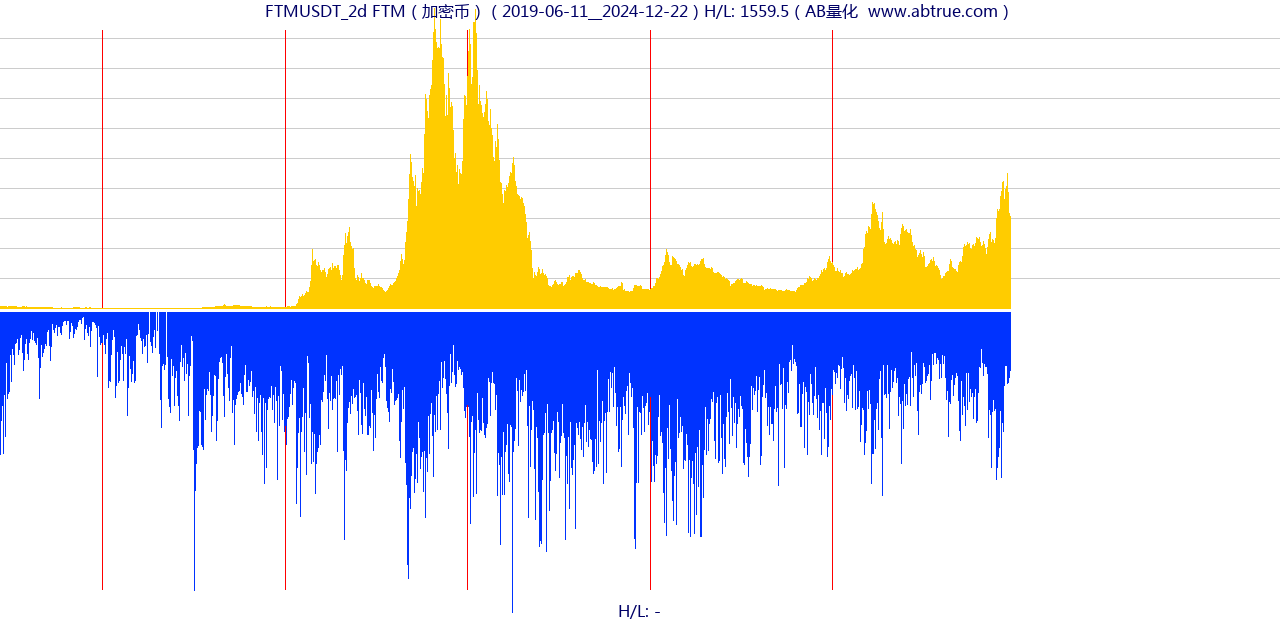 FTMUSDT_2d FTM ( 加密币 ) ( 2019-06-11__2024-12-22 ) H/L: 1559.5 ( AB量化 www.abtrue.com )
H/L: -